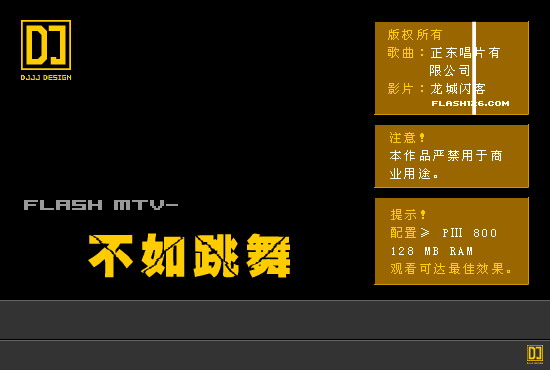 DJ
DJJJ DESIGN
版权所有
歌曲：正东唱片有
限公司
影片：龙城闪客
FLASH126.COM
注意!
本作品严禁用于商
业用途。
提示!
配置≥ PIII 800
128 MB RAM
观看可达最佳效果。
FLASH MTV-
不如跳舞
DJ